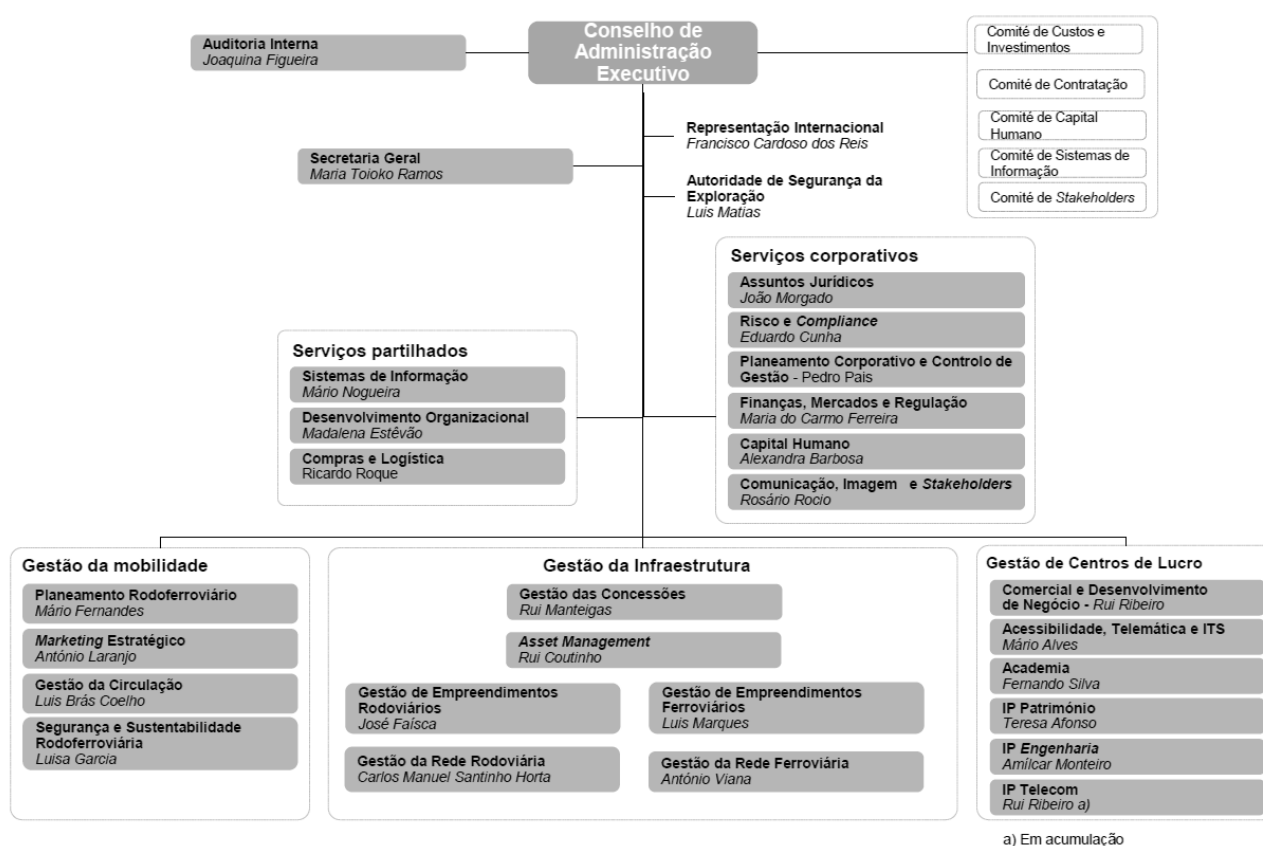 Conselho de
Administração
Executivo
Auditoria Interna
Joaquina Figueira
Comité de Custos e
Investimentos
Comité de Contratação
Comité de Capital
Humano
Comité de Sistemas de
Informação
Comité de Stakeholders
Representação Internacional
Francisco Cardoso dos Reis
Secretaria Geral
Maria Toioko Ramos
Autoridade de Segurança da
Exploração
Luis Matias
Serviços corporativos
Assuntos Jurídicos
João Morgado
Risco e Compliance
Eduardo Cunha
Planeamento Corporativo e Controlo de
Gestão - Pedro Pais
Finanças, Mercados e Regulação
Maria do Carmo Ferreira
Capital Humano
Alexandra Barbosa
Comunicação, Imagem e Stakeholders
Rosário Rocio
Serviços partilhados
Sistemas de Informação
Mário Nogueira
Desenvolvimento Organizacional
Madalena Estêvão
Compras e Logística
Ricardo Roque
Gestão da mobilidade
Planeamento Rodoferroviário
Mário Fernandes
Marketing Estratégico
António Laranjo
Gestão da Circulação
Luis Brás Coelho
Segurança e Sustentabilidade
Rodoferroviária
Luisa Garcia
Gestão da Infraestrutura
Gestão das Concessões
Rui Manteigas
Asset Management
Rui Coutinho
Gestão de Empreendimentos
Rodoviários
José Faísca
Gestão de Empreendimentos
Ferroviários
Luis Marques
Gestão da Rede Rodoviária
Carlos Manuel Santinho Horta
Gestão da Rede Ferroviária
António Viana
Gestão de Centros de Lucro
Comercial e Desenvolvimento
de Negócio - Rui Ribeiro
Acessibilidade, Telemática e ITS
Mário Alves
Academia
Fernando Silva
IP Património
Teresa Afonso
IP Engenharia
Amílcar Monteiro
IP Telecom
Rui Ribeiro a)
a) Em acumulação